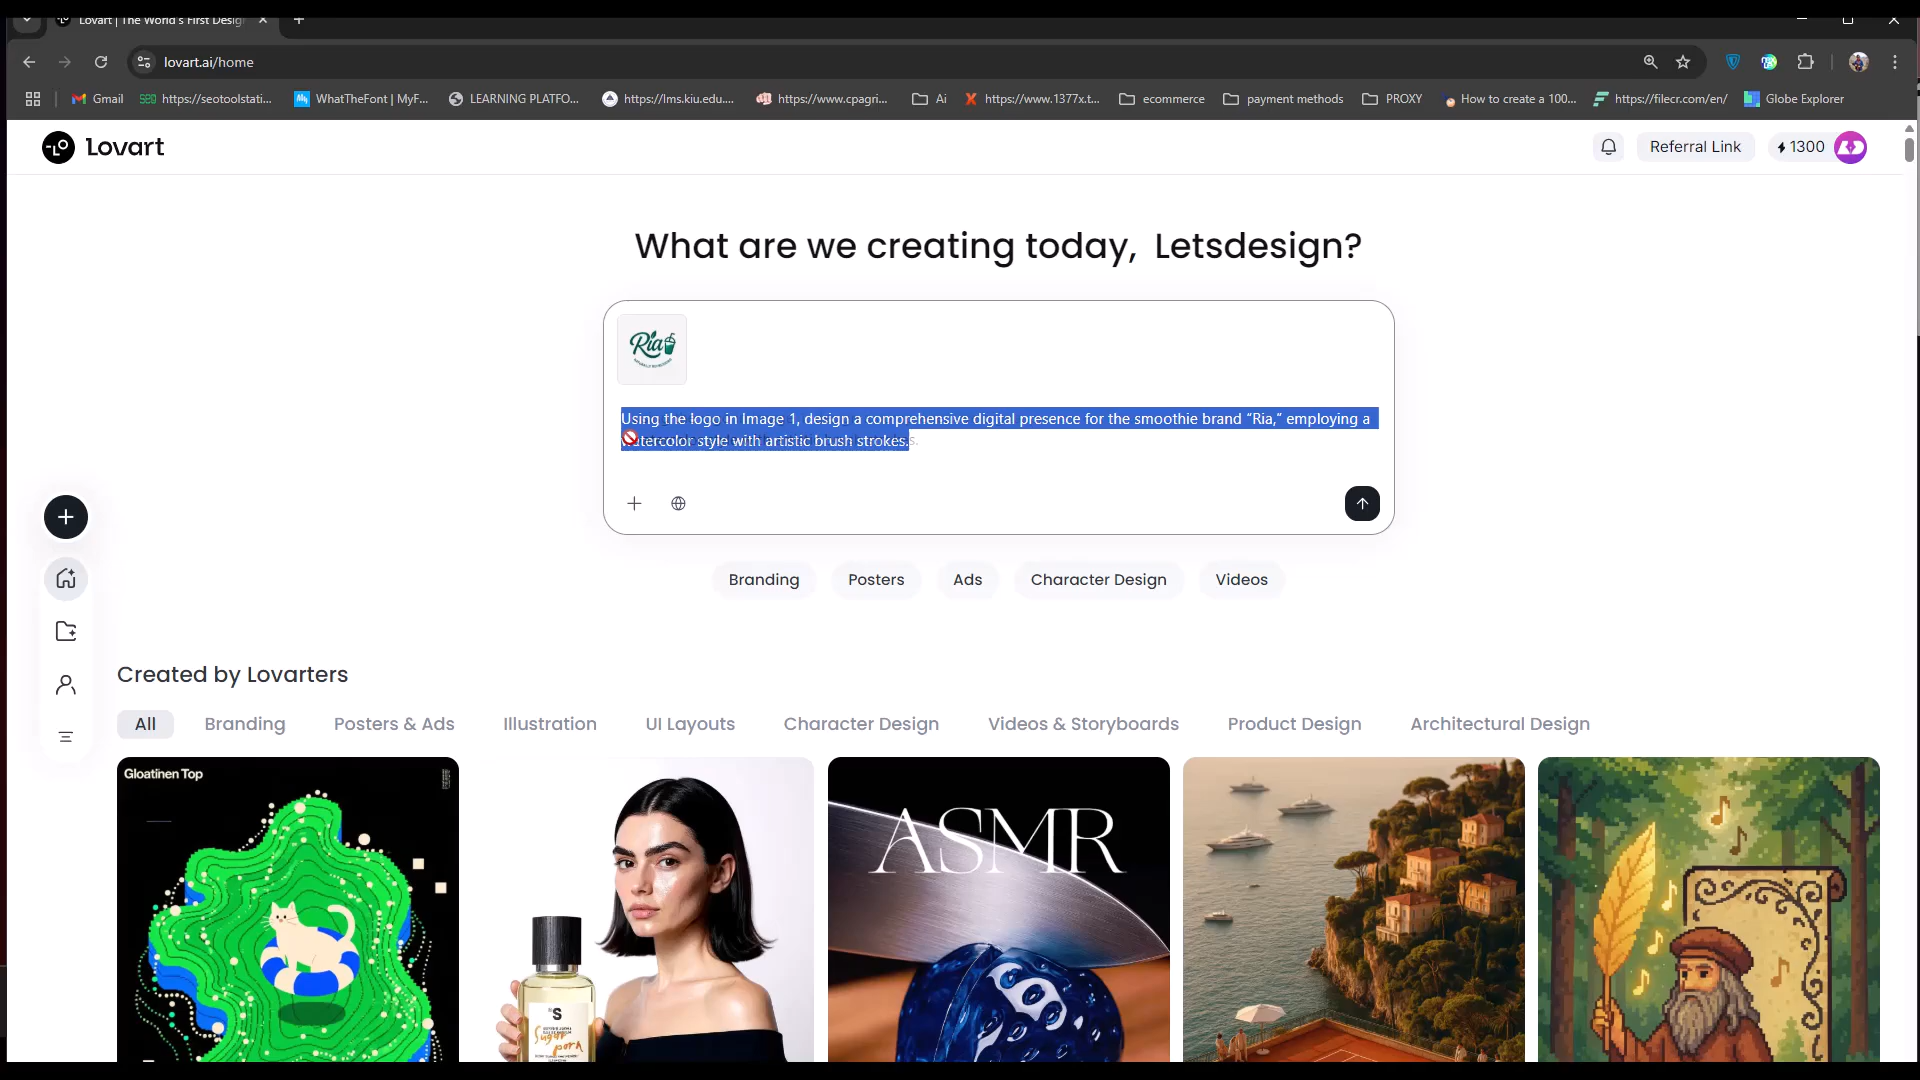 Lovart | The World's First Desig
lovart.ai/home
Gmail
https://seotoolstati...
WhatTheFont | MyF...
LEARNING PLATFO...
https://lms.kiu.edu....
https://www.cpagri...
Ai
https://www.1377x.t...
ecommerce
payment methods
PROXY
How to create a 100...
https://filecr.com/en/
Globe Explorer
Lovart
Referral Link
1300
What are we creating today, Letsdesign?
Ria
Using the logo in Image 1, design a comprehensive digital presence for the smoothie brand “Ria,” employing a
watercolor style with artistic brush strokes.
Branding
Posters
Ads
Character Design
Videos
Created by Lovarters
All
Branding
Posters & Ads
Illustration
UI Layouts
Character Design
Videos & Storyboards
Product Design
Architectural Design
Gloatinen Top
ASMR
"S
Sugar
porn